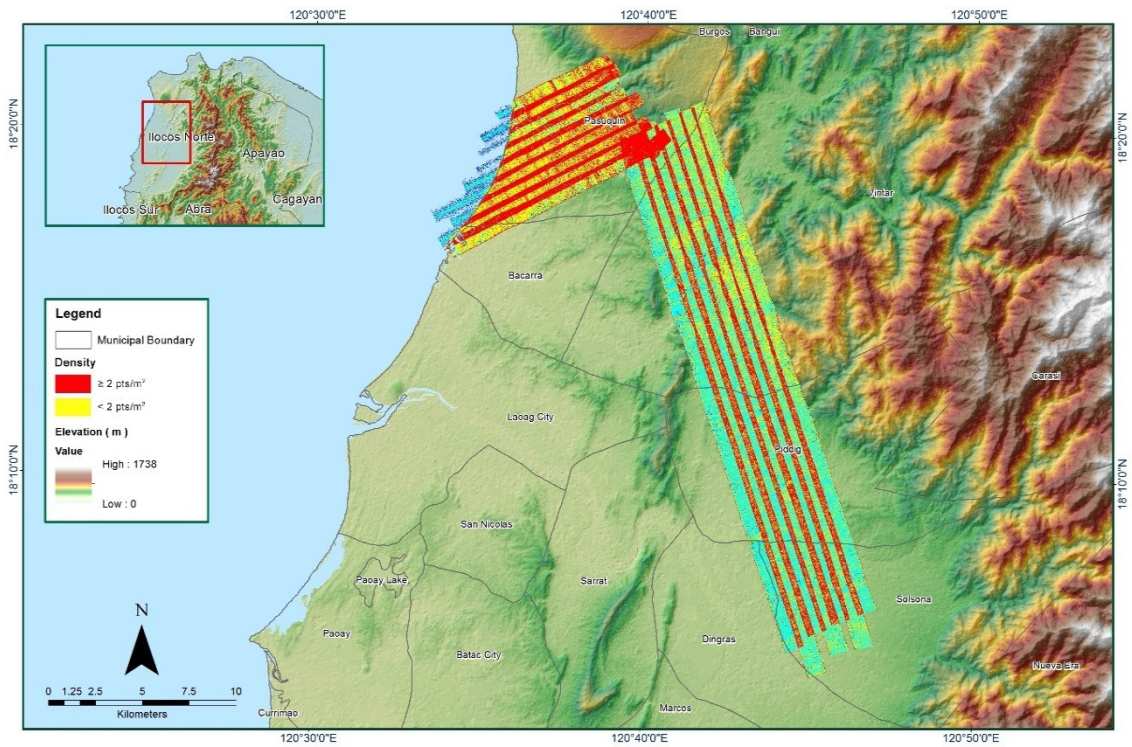 120°30'0"E
120°40'0"E
120°50'0"E
18°20'0"N
18°20'0"N
Ilocos Norte
Apayao
Cagayan
Ilocos Sur
Abra
Burgos
Bangui
Pasuquin
Vintar
Bacarra
Legend
Municipal Boundary
Density
≥ 2 pts/m²
< 2 pts/m²
Elevation ( m )
Value
High : 1738
Low : 0
Carasi
Laoag City
Piddig
18°10'0"N
18°10'0"N
San Nicolas
Paoay Lake
Sarrat
Solsona
Paoay
Batac City
Dingras
Nueva Era
N
0 1.25 2.5 5 7.5 10
Kilometers
Currimao
Marcos
120°30'0"E
120°40'0"E
120°50'0"E